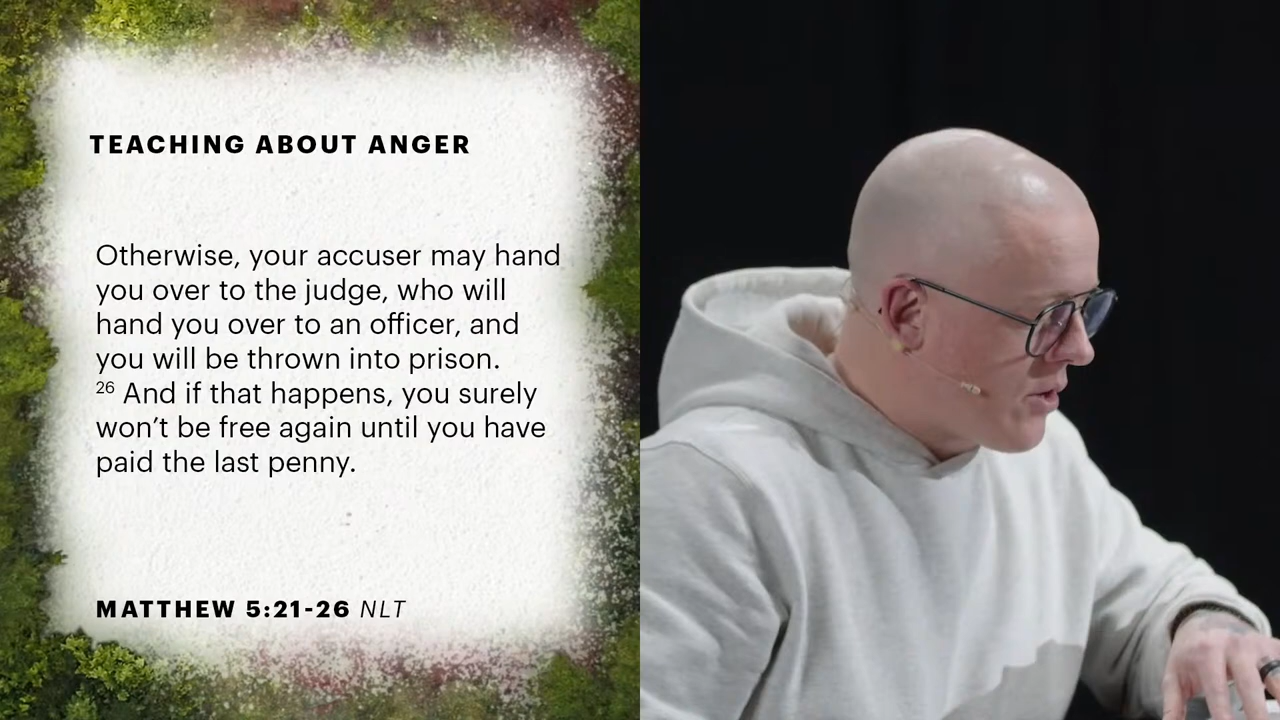 TEACHING ABOUT ANGER
Otherwise, your accuser may hand
you over to the judge, who will
hand you over to an officer, and
you will be thrown into prison.
26 And if that happens, you surely
won’t be free again until you have
paid the last penny.
MATTHEW 5:21-26 NLT